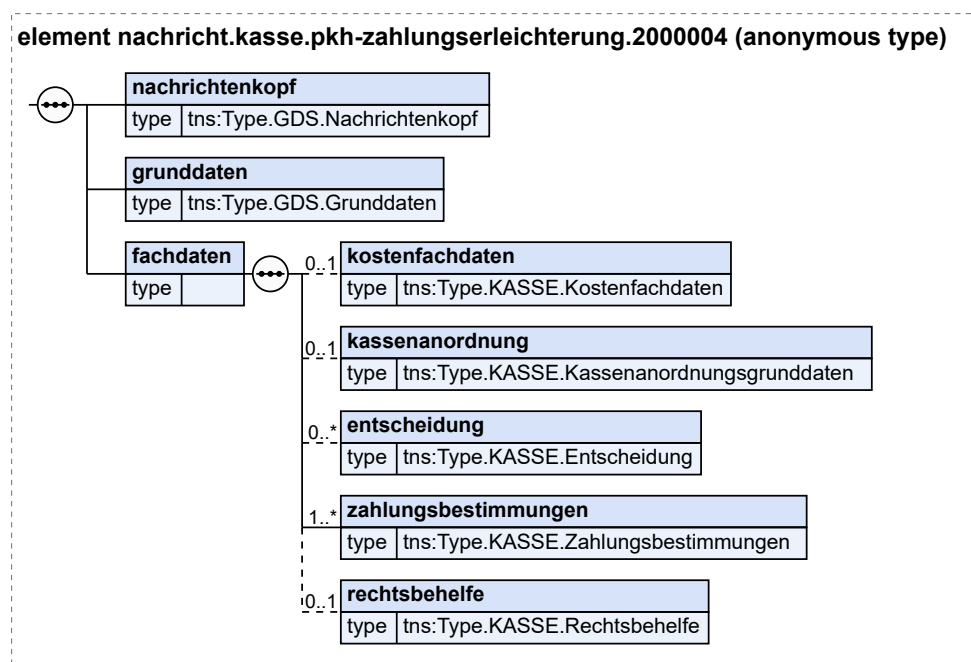 element nachricht.kasse.pkh-zahlungserleichterung.2000004 (anonymous type)
nachrichtenkopf
type tns:Type.GDS.Nachrichtenkopf
grunddaten
type tns:Type.GDS.Grunddaten
fachdaten
type
0..1 kostenfachdaten
type tns:Type.KASSE.Kostenfachdaten
0..1 kassenanordnung
type tns:Type.KASSE.Kassenanordnungsgrunddaten
0..* entscheidung
type tns:Type.KASSE.Entscheidung
1..* zahlungsbestimmungen
type tns:Type.KASSE.Zahlungsbestimmungen
0..1 rechtsbehelfe
type tns:Type.KASSE.Rechtsbehelfe